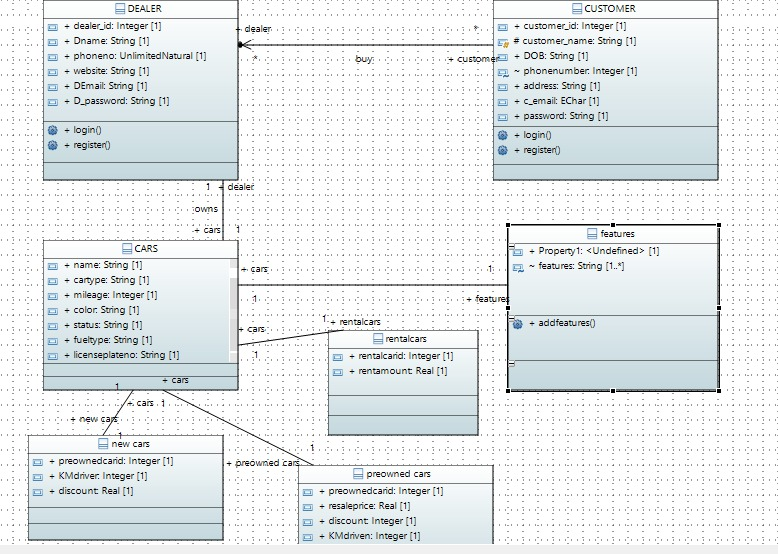 DEALER
+ dealer_id: Integer [1]
+ Dname: String [1]
+ phoneno: UnlimitedNatural [1]
+ website: String [1]
+ DEmail: String [1]
+ D_password: String [1]
+ login()
+ register()
+ dealer
*
*
buy
+ customer
CUSTOMER
+ customer_id: Integer [1]
# customer_name: String [1]
+ DOB: String [1]
~ phonenumber: Integer [1]
+ address: String [1]
+ c_email: EChar [1]
+ password: String [1]
+ login()
+ register()
1 + dealer
owns
+ cars 1
CARS
+ name: String [1]
+ cartype: String [1]
+ mileage: Integer [1]
+ color: String [1]
+ status: String [1]
+ fueltype: String [1]
+ licenseplateno: String [1]
+ cars
1
1
+ features
features
+ Property1: <Undefined> [1]
~ features: String [1..*]
+ addfeatures()
+ cars
1
1 + rentalcars
rentalcars
+ rentalcarid: Integer [1]
+ rentamount: Real [1]
+ cars
1
+ cars 1
+ new cars
1
new cars
+ preownedcarid: Integer [1]
+ KMdriver: Integer [1]
+ discount: Real [1]
1
+ preowned cars
preowned cars
+ preownedcarid: Integer [1]
+ resaleprice: Real [1]
+ discount: Integer [1]
+ KMdriven: Integer [1]